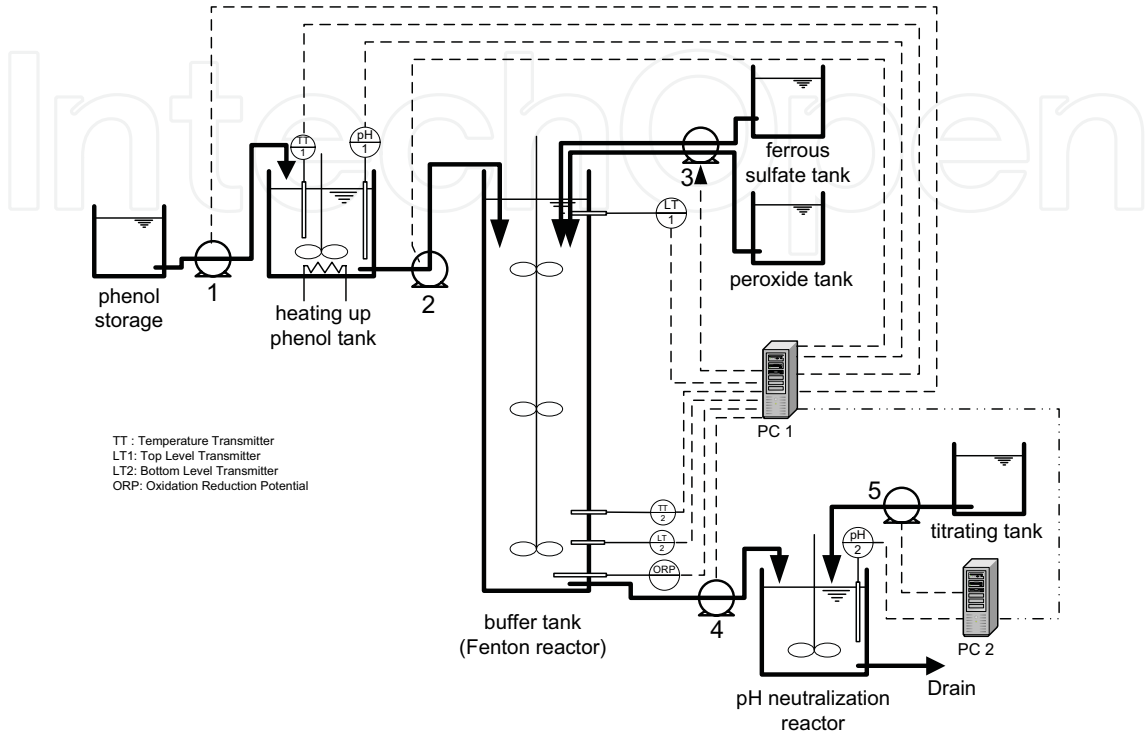 IntechOpen
TT
1
pH
1
ferrous
sulfate tank
3
LT
1
peroxide tank
phenol
storage
1
heating up
phenol tank
2
PC 1
TT : Temperature Transmitter
LT1: Top Level Transmitter
LT2: Bottom Level Transmitter
ORP: Oxidation Reduction Potential
TT
2
LT
2
ORP
5
titrating tank
pH
2
buffer tank
(Fenton reactor)
4
PC 2
Drain
pH neutralization
reactor